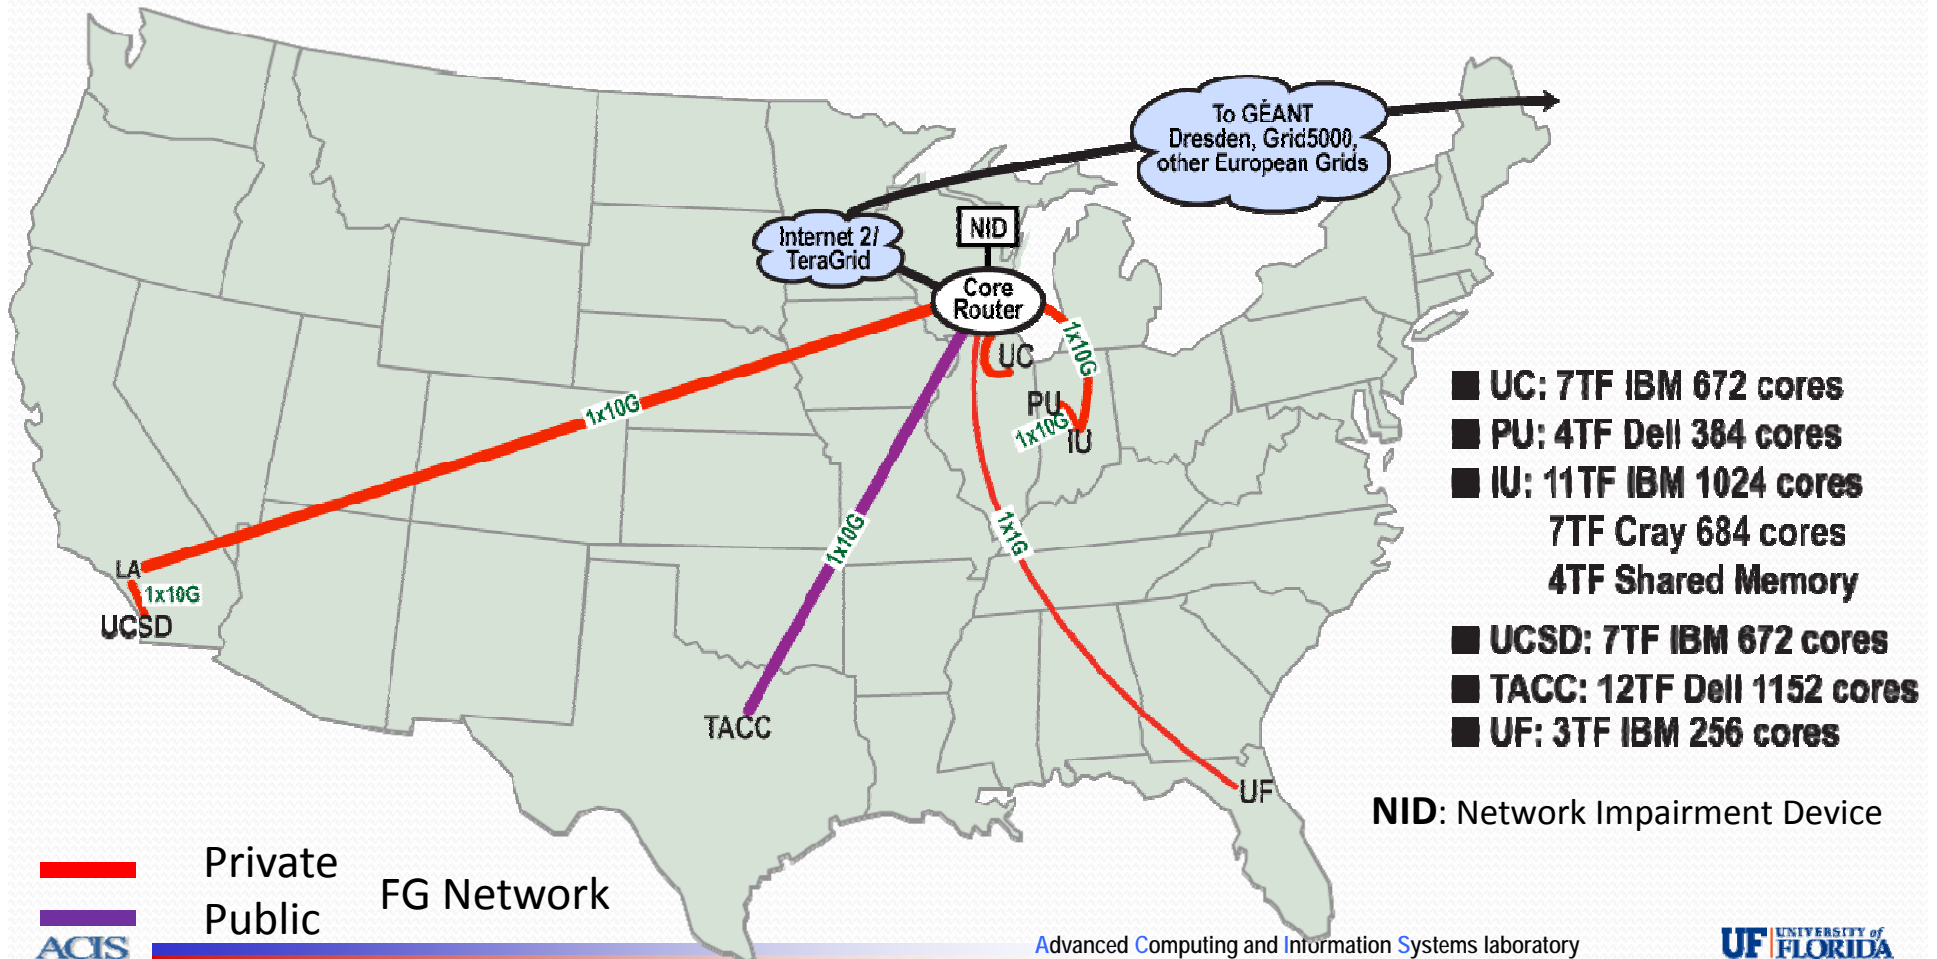 To GÉANT
Dresden, Grid5000,
other European Grids
Internet 2/
TeraGrid
NID
Core
Router
UC
1x10G
PU
1x10G
IU
1x10G
1x10G
1x1G
LA
1x10G
UCSD
TACC
UF
■ UC: 7TF IBM 672 cores
■ PU: 4TF Dell 384 cores
■ IU: 11TF IBM 1024 cores
7TF Cray 684 cores
4TF Shared Memory
■ UCSD: 7TF IBM 672 cores
■ TACC: 12TF Dell 1152 cores
■ UF: 3TF IBM 256 cores
NID: Network Impairment Device
Private
Public
FG Network
ACIS
Advanced Computing and Information Systems laboratory
UF UNIVERSITY of
FLORIDA